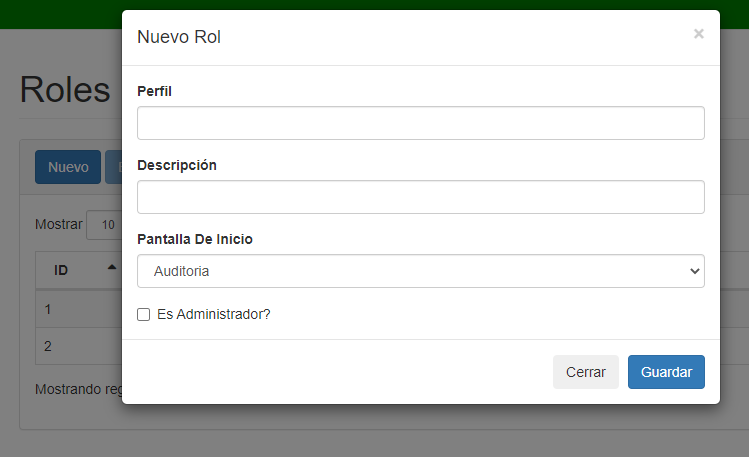 Nuevo Rol
×
Roles
Perfil
Nuevo
Descripción
Mostrar 10
Pantalla De Inicio
Auditoria
ID
1
Es Administrador?
2
Cerrar Guardar
Mostrando